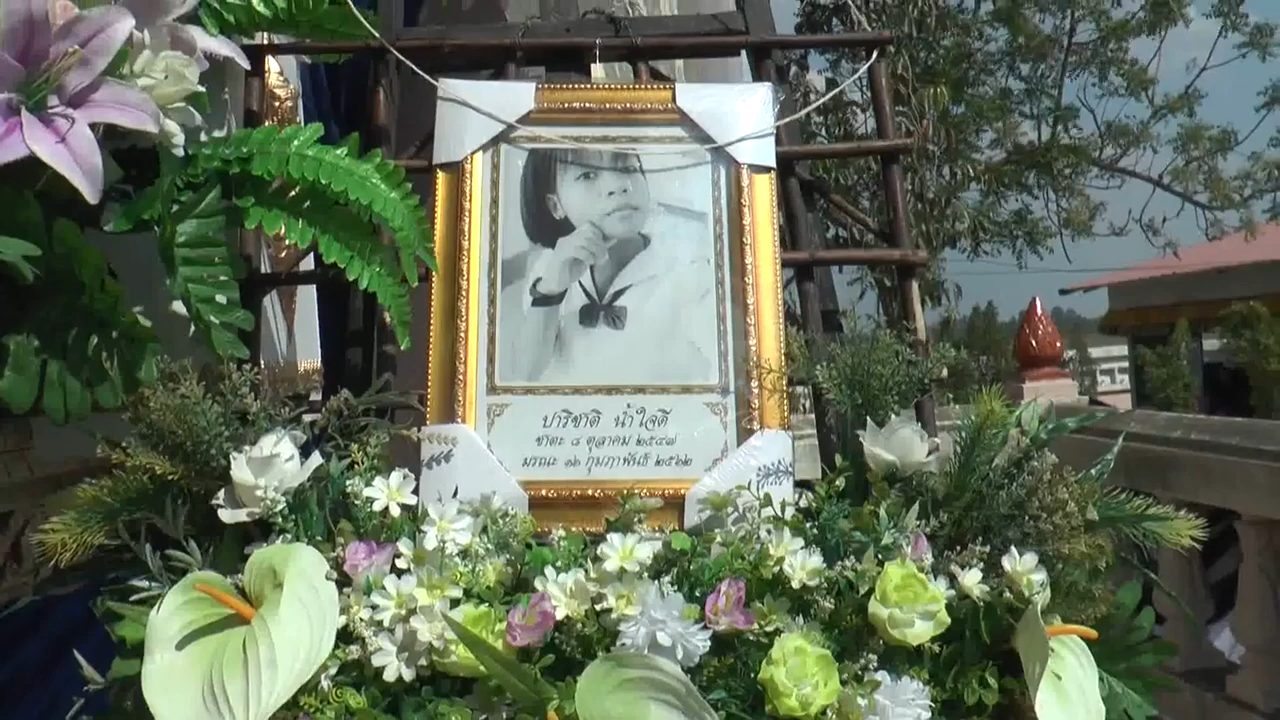 ปาริชาติ น้ำใจดี
ชาตะ ๘ ตุลาคม ๒๕๔๗
มรณะ ๑๖ กุมภาพันธ์ ๒๕๖๒